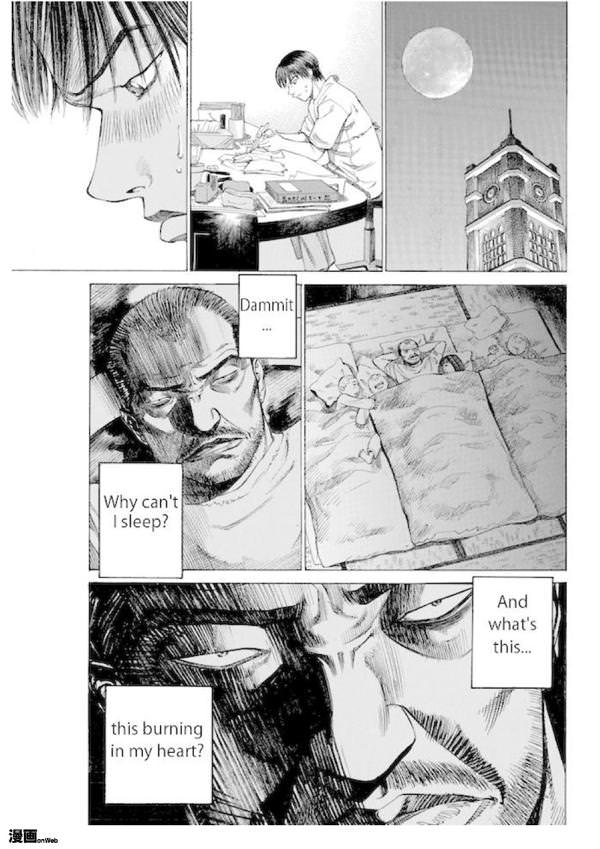 Dammit
...
Why can't
I sleep?
And
what's
this...
this burning
in my heart?
漫画onWeb